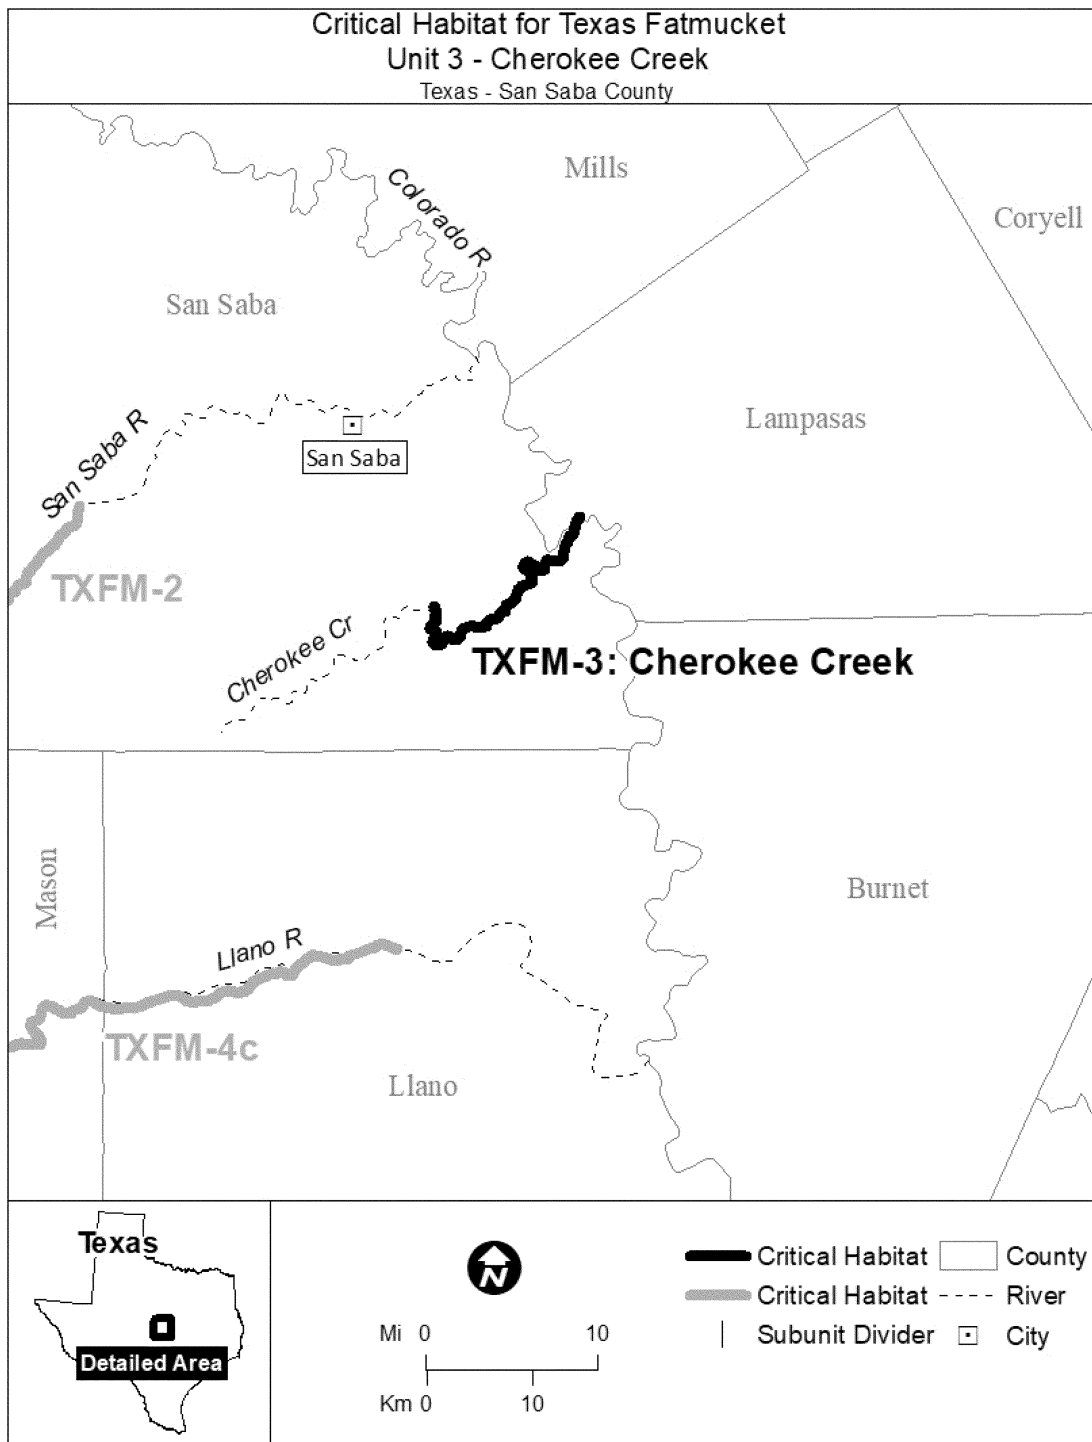 Critical Habitat for Texas Fatmucket
Unit 3 - Cherokee Creek
Texas - San Saba County
Mills
Colorado R
Coryell
San Saba
Lampasas
San Saba R
San Saba
TXFM-2
Cherokee Cr
TXFM-3: Cherokee Creek
Mason
Burnet
Llano R
TXFM-4c
Llano
Texas
Detailed Area
N
Mi 0 10
Km 0 10
Critical Habitat County
Critical Habitat River
Subunit Divider City